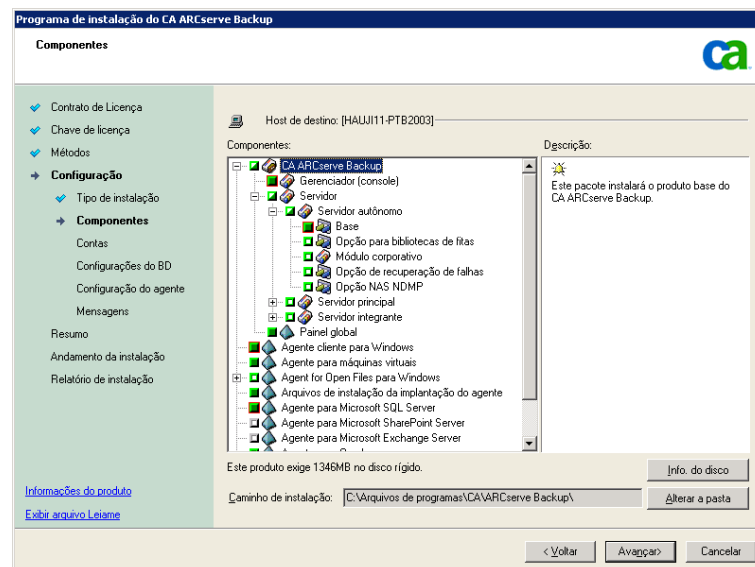 Programa de instalação do CA ARCserve Backup
Componentes
ca
Contrato de Licença
Chave de licença
Métodos
Configuração
Tipo de instalação
Componentes
Contas
Configurações do BD
Configuração do agente
Mensagens
Resumo
Andamento da instalação
Relatório de instalação
Informações do produto
Exibir arquivo Leiame
Host de destino: [HAUJI11-PTB2003]
Componentes:
CA ARCserve Backup
Gerenciador (console)
Servidor
Servidor autônomo
Base
Opção para bibliotecas de fitas
Módulo corporativo
Opção de recuperação de falhas
Opção NAS NDMP
Servidor principal
Servidor integrante
Painel global
Agente cliente para Windows
Agente para máquinas virtuais
Agent for Open Files para Windows
Arquivos de instalação da implantação do agente
Agente para Microsoft SQL Server
Agente para Microsoft SharePoint Server
Agente para Microsoft Exchange Server
Descrição:
Este pacote instalará o produto base do
CA ARCserve Backup.
Este produto exige 1346MB no disco rígido.
Info. do disco
Caminho de instalação: C:\Arquivos de programas\CA\ARCserve Backup\
Alterar a pasta
< Voltar
Avançar>
Cancelar